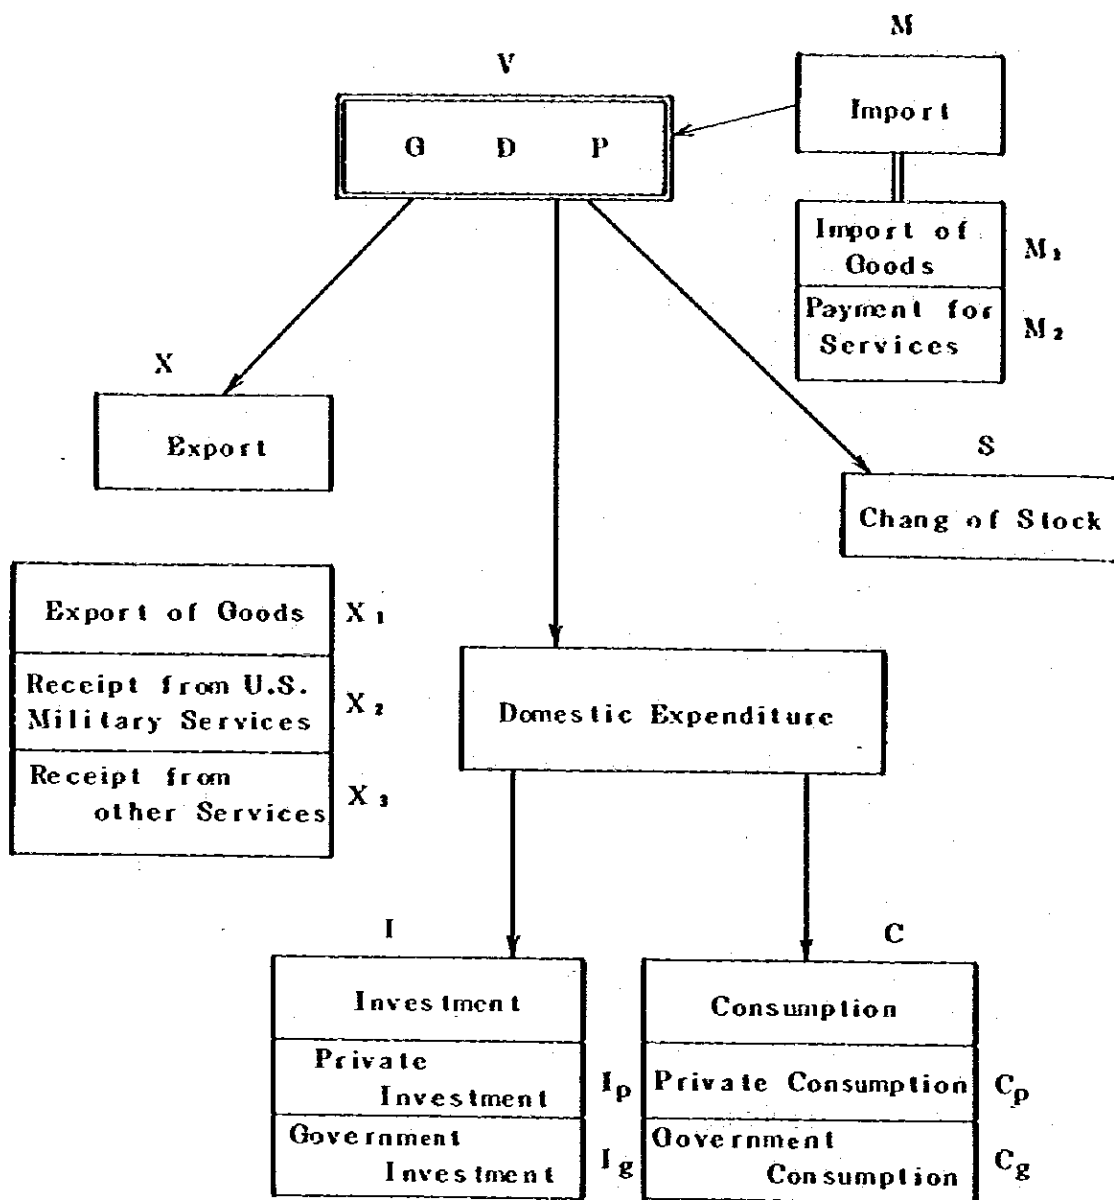 M
V
Import
G D P
Import of
Goods
M₁
Payment for
Services
M₂
X
Export
S
Chang of Stock
Export of Goods
X₁
Receipt from U.S.
Military Services
X₂
Receipt from
other Services
X₃
Domestic Expenditure
I
C
Investment
Consumption
Private
Investment
Ip
Private Consumption
Cp
Government
Investment
Ig
Government
Consumption
Cg